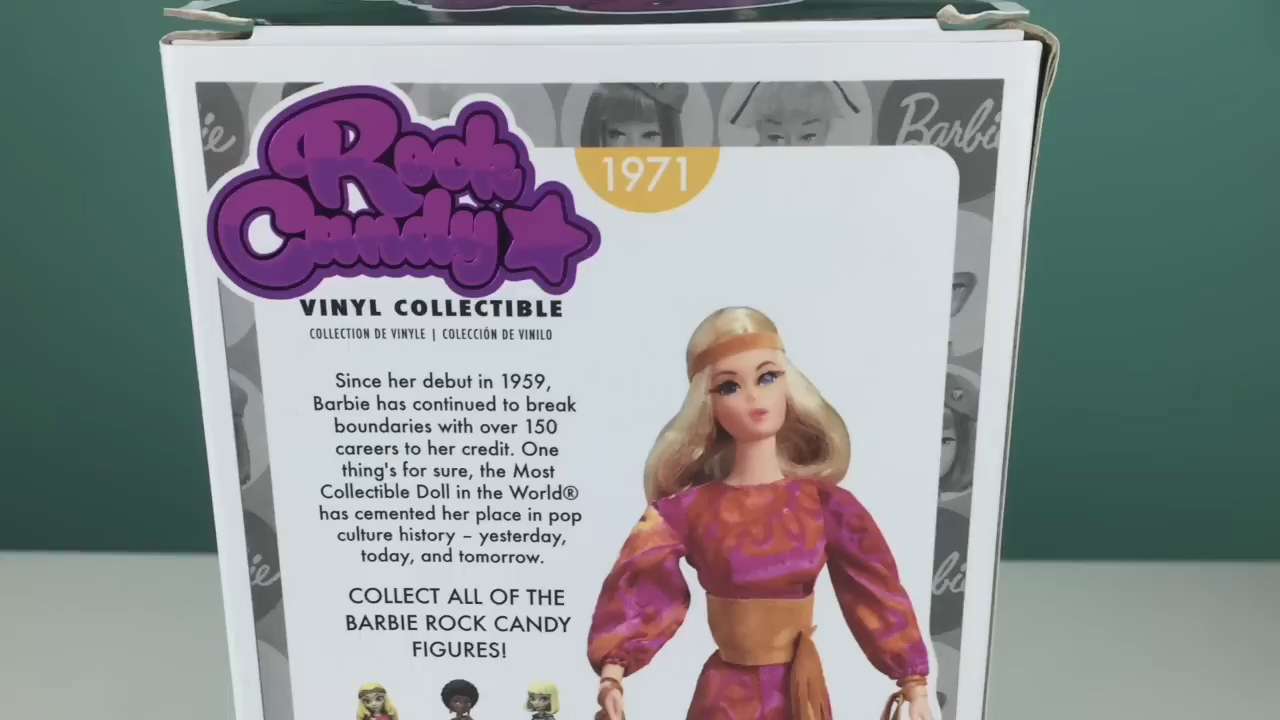 Barbie
1971
Rock
Candy
VINYL COLLECTIBLE
COLLECTION DE VINYLE | COLECCIÓN DE VINILO
Since her debut in 1959,
Barbie has continued to break
boundaries with over 150
careers to her credit. One
thing's for sure, the Most
Collectible Doll in the World®
has cemented her place in pop
culture history – yesterday,
today, and tomorrow.
COLLECT ALL OF THE
BARBIE ROCK CANDY
FIGURES!